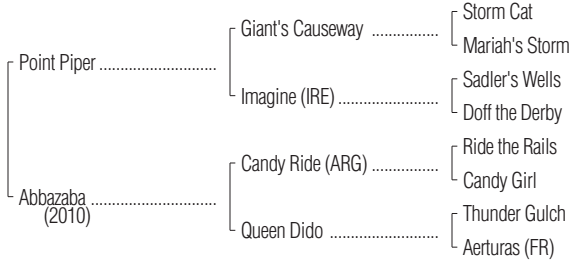 Storm Cat
Giant's Causeway ................
Mariah's Storm
Point Piper ............................
Sadler's Wells
Imagine (IRE) ........................
Doff the Derby
Ride the Rails
Candy Ride (ARG) ................
Candy Girl
Abbazaba ..............................
(2010)
Thunder Gulch
Queen Dido ..........................
Aerturas (FR)